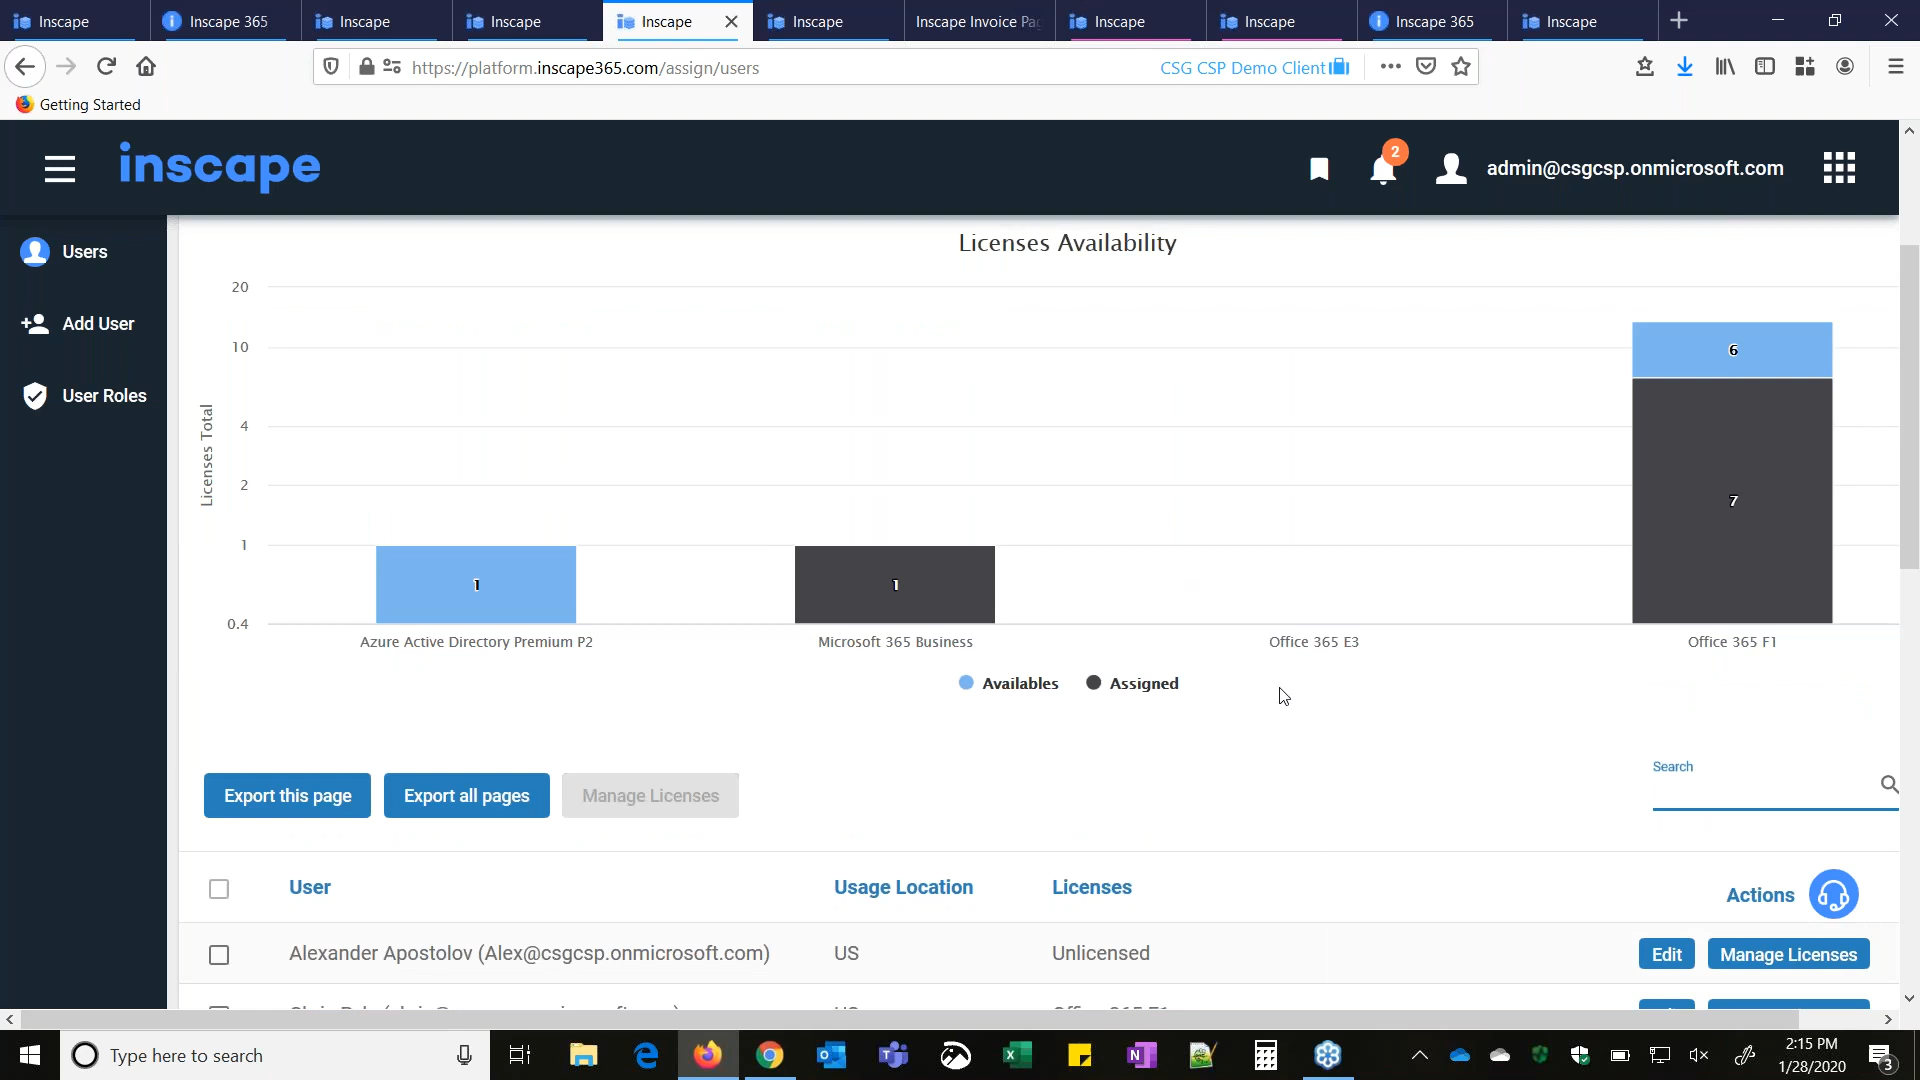 Inscape
Inscape 365
Inscape
Inscape
Inscape
Inscape
Inscape Invoice Pa
Inscape
Inscape
Inscape 365
Inscape
https://platform.inscape365.com/assign/users
CSG CSP Demo Client
Getting Started
inscape
2
admin@csgcsp.onmicrosoft.com
Users
Add User
User Roles
Licenses Availability
Licenses Total
20
10
4
2
1
0.4
1
1
6
7
Azure Active Directory Premium P2
Microsoft 365 Business
Office 365 E3
Office 365 F1
Availables
Assigned
Export this page
Export all pages
Manage Licenses
Search
User
Usage Location
Licenses
Actions
Alexander Apostolov (Alex@csgcsp.onmicrosoft.com)
US
Unlicensed
Edit
Manage Licenses
Type here to search
2:15 PM
1/28/2020
3